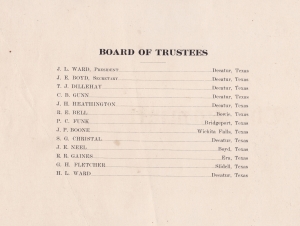 BOARD OF TRUSTEES
J. L. WARD, President Decatur, Texas
J. E. BOYD, Secretary Decatur, Texas
T. J. DILLEHAY Decatur, Texas
C. B. GUNN Decatur, Texas
J. H. HEATHINGTON Decatur, Texas
R. E. BELL Bowie, Texas
P. C. FUNK Bridgeport, Texas
J. P. BOONE Wichita Falls, Texas
S. G. CHRISTAL Decatur, Texas
J. E. NEEL Boyd, Texas
E. R. GAINES Era, Texas
G. H. FLETCHER Slidell, Texas
H. L. WARD Decatur, Texas